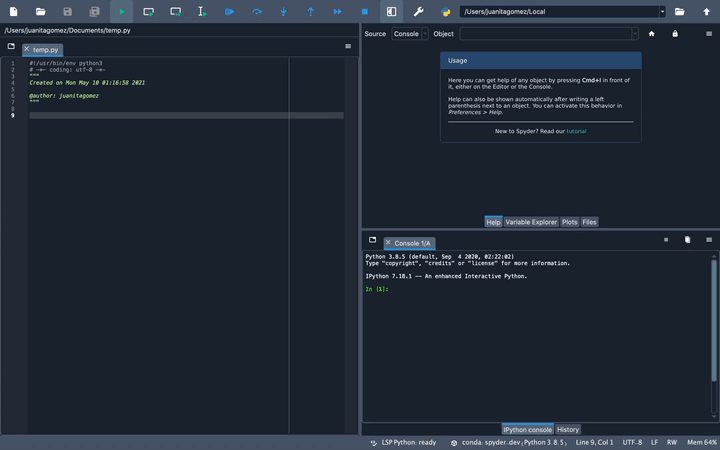 /Users/juanitagomez/Local
/Users/juanitagomez/Documents/temp.py
temp.py
1 #!/usr/bin/env python3
2 # -*- coding: utf-8 -*-
3 """
4 Created on Mon May 10 01:16:58 2021
5
6 @author: juanitagomez
7 """
8
9
Source Console Object
Usage
Here you can get help of any object by pressing Cmd+I in front of
it, either on the Editor or the Console.
Help can also be shown automatically after writing a left
parenthesis next to an object. You can activate this behavior in
Preferences > Help.
New to Spyder? Read our tutorial
Help Variable Explorer Plots Files
Console 1/A
Python 3.8.5 (default, Sep  4 2020, 02:22:02)
Type "copyright", "credits" or "license" for more information.
IPython 7.18.1 -- An enhanced Interactive Python.
In [1]:
IPython console History
LSP Python: ready conda: spyder-dev (Python 3.8.5) Line 9, Col 1 UTF-8 LF RW Mem 64%